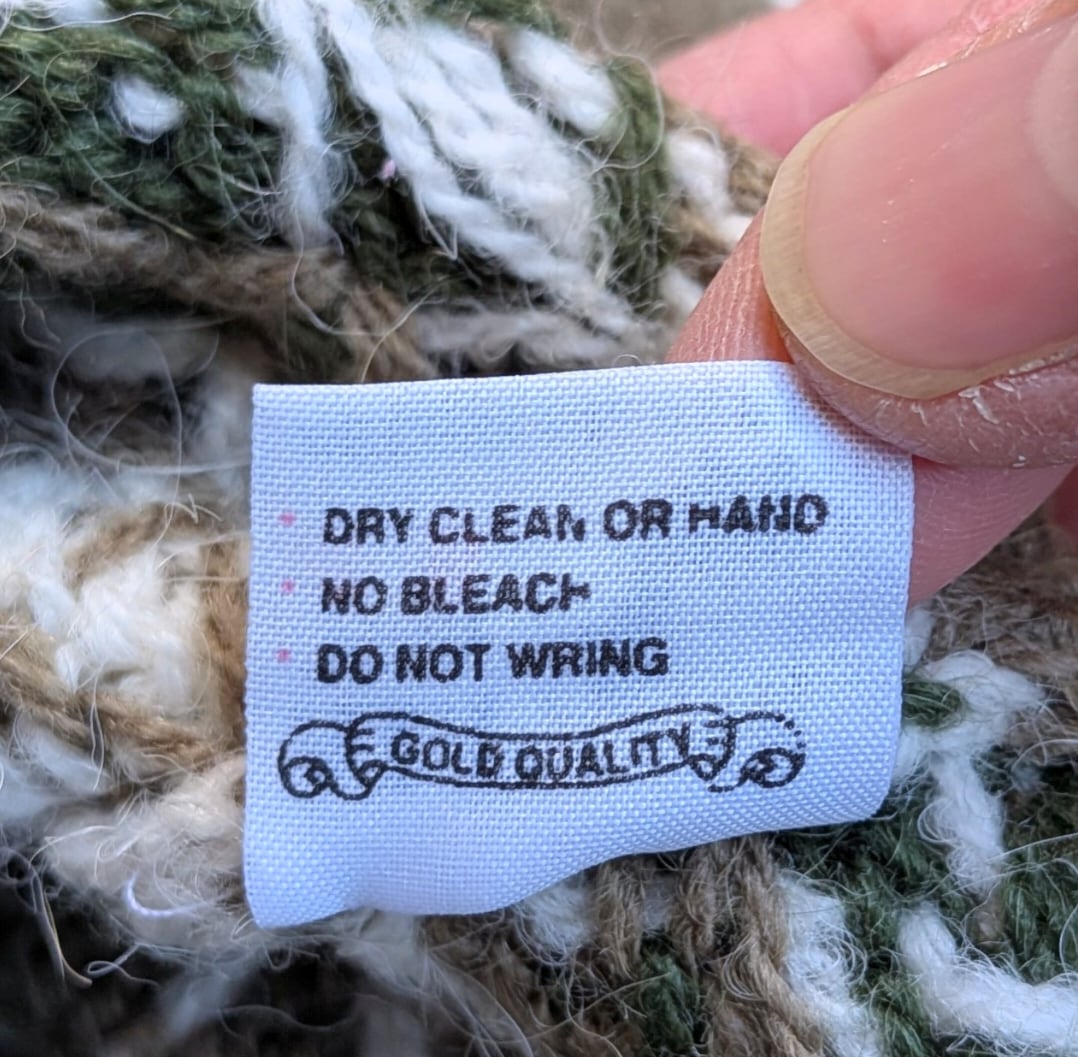 DRY CLEAN OR HAND
NO BLEACH
DO NOT WRING
GOLD QUALITY